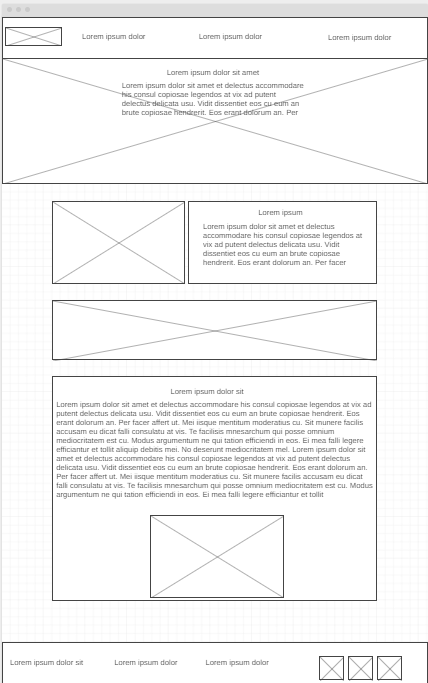 Lorem ipsum dolor
Lorem ipsum dolor
Lorem ipsum dolor
Lorem ipsum dolor sit amet
Lorem ipsum dolor sit amet et delectus accommodare
his consul copiosae legendos at vix ad putent
delectus delicata usu. Vidit dissentiet eos cu eum an
brute copiosae hendrerit. Eos erant dolorum an. Per
Lorem ipsum
Lorem ipsum dolor sit amet et delectus
accommodare his consul copiosae legendos at
vix ad putent delectus delicata usu. Vidit
dissentiet eos cu eum an brute copiosae
hendrerit. Eos erant dolorum an. Per facer
Lorem ipsum dolor sit
Lorem ipsum dolor sit amet et delectus accommodare his consul copiosae legendos at vix ad
putent delectus delicata usu. Vidit dissentiet eos cu eum an brute copiosae hendrerit. Eos
erant dolorum an. Per facer affert ut. Mei iisque mentitum moderatius cu. Sit munere facilis
accusam eu dicat falli consulatu at vis. Te facilisis mnesarchum qui posse omnium
mediocritatem est cu. Modus argumentum ne qui tation efficiendi in eos. Ei mea falli legere
efficiantur et tollit aliquip debitis mei. No deserunt mediocritatem mel. Lorem ipsum dolor sit
amet et delectus accommodare his consul copiosae legendos at vix ad putent delectus
delicata usu. Vidit dissentiet eos cu eum an brute copiosae hendrerit. Eos erant dolorum an.
Per facer affert ut. Mei iisque mentitum moderatius cu. Sit munere facilis accusam eu dicat
falli consulatu at vis. Te facilisis mnesarchum qui posse omnium mediocritatem est cu. Modus
argumentum ne qui tation efficiendi in eos. Ei mea falli legere efficiantur et tollit
Lorem ipsum dolor sit
Lorem ipsum dolor
Lorem ipsum dolor